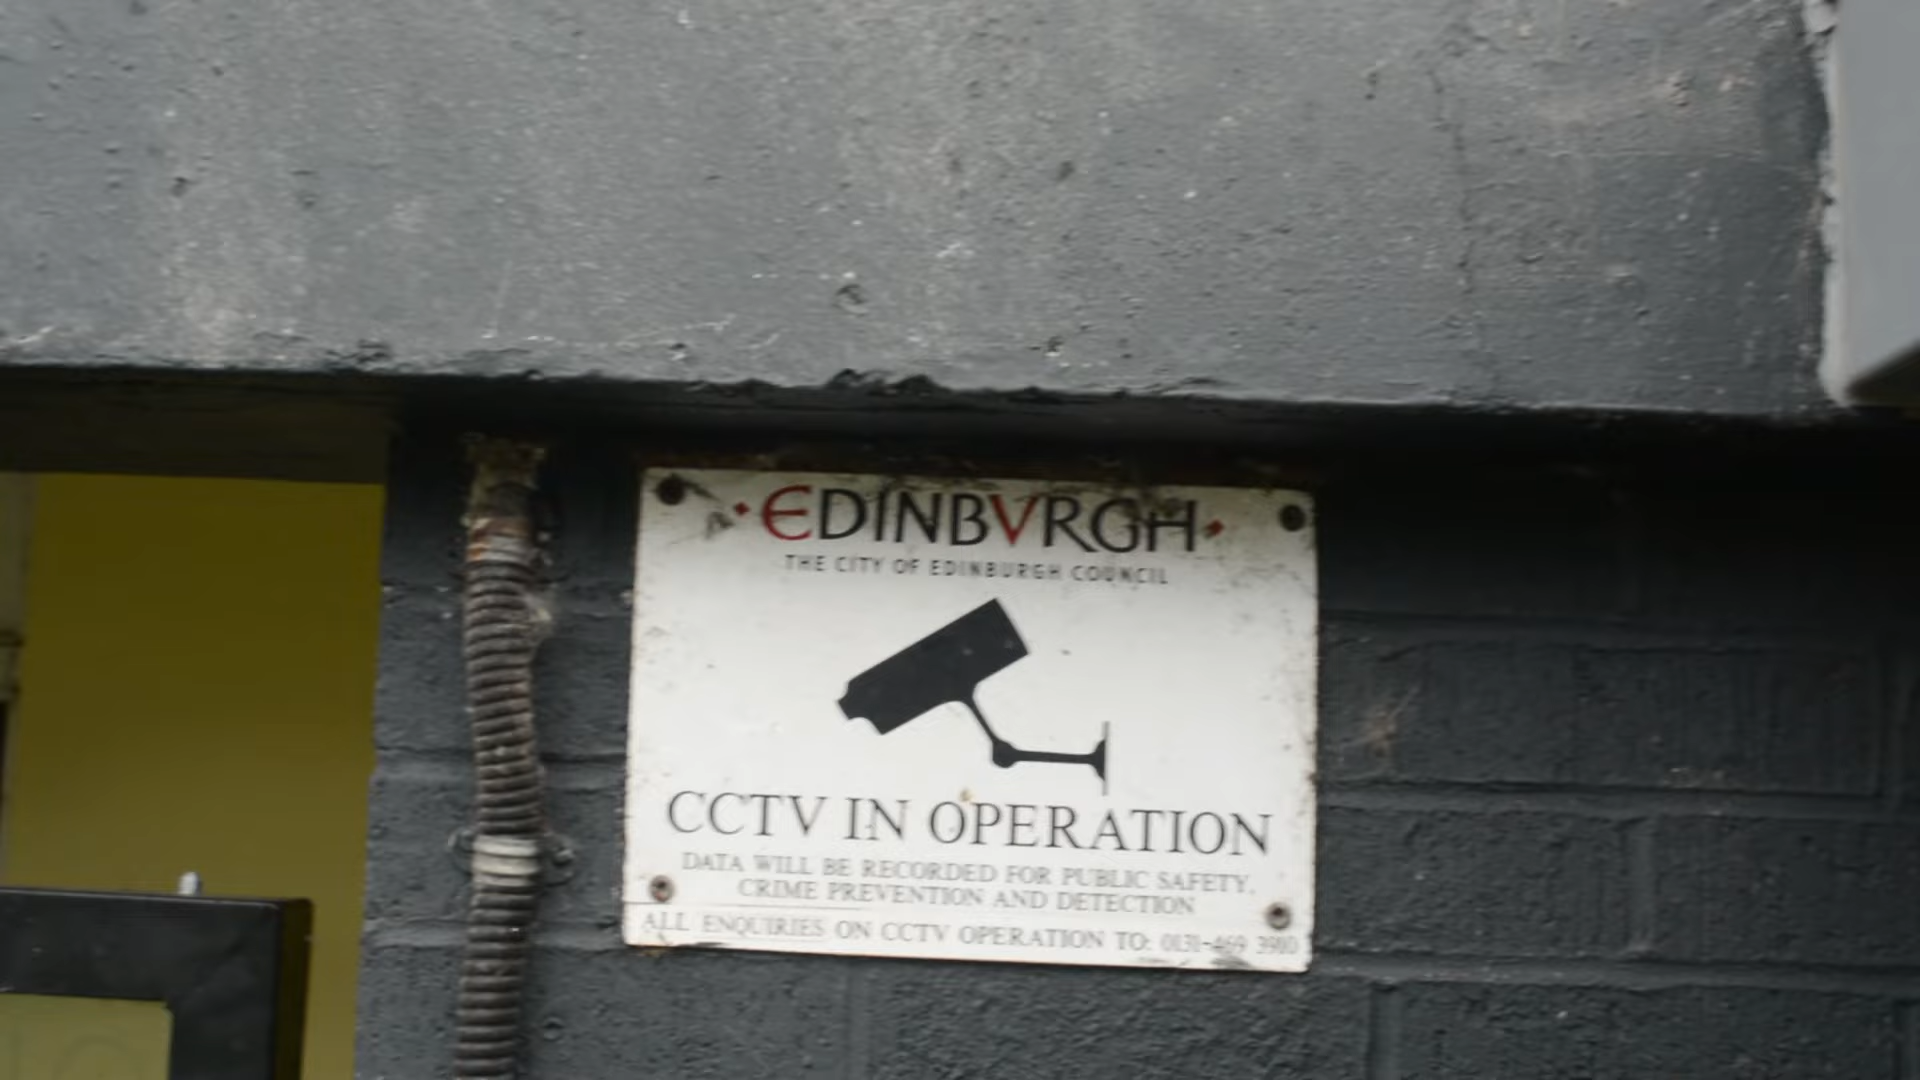 EDINBVRGH
THE CITY OF EDINBURGH COUNCIL
CCTV IN OPERATION
DATA WILL BE RECORDED FOR PUBLIC SAFETY,
CRIME PREVENTION AND DETECTION
ALL ENQUIRIES ON CCTV OPERATION TO: 0131-469